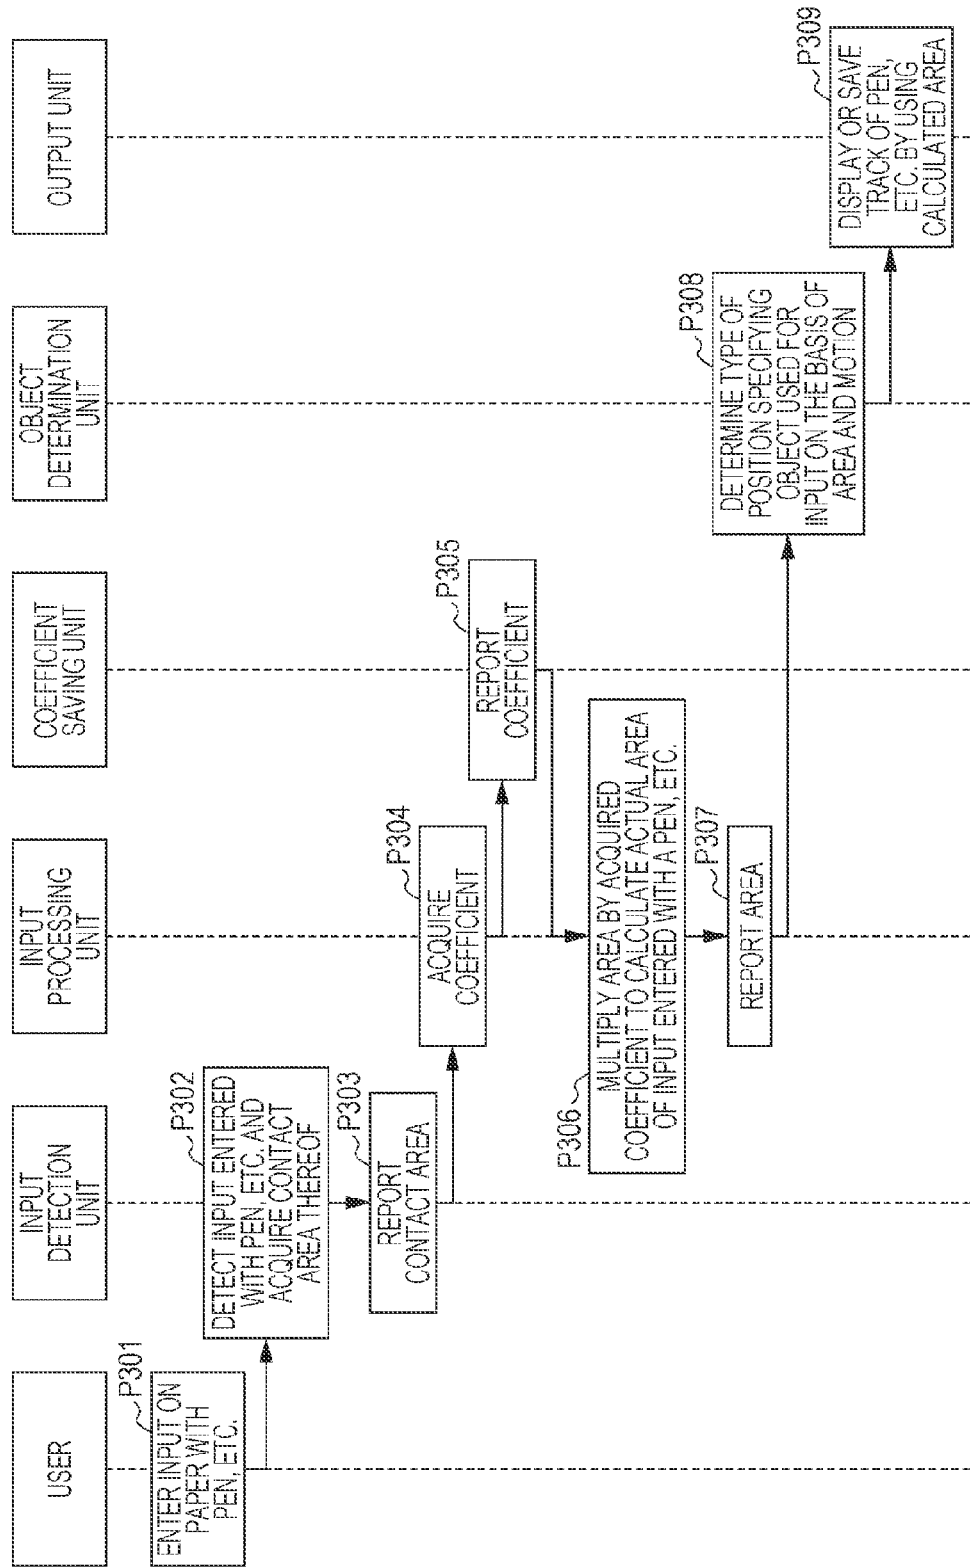 USER
INPUT
DETECTION
UNIT
INPUT
PROCESSING
UNIT
COEFFICIENT
SAVING UNIT
OBJECT
DETERMINATION
UNIT
OUTPUT UNIT
P301
ENTER INPUT ON
PAPER WITH
PEN, ETC.
P302
DETECT INPUT ENTERED
WITH PEN, ETC. AND
ACQUIRE CONTACT
AREA THEREOF
P303
REPORT
CONTACT AREA
P304
ACQUIRE
COEFFICIENT
P305
REPORT
COEFFICIENT
P306
MULTIPLY AREA BY ACQUIRED
COEFFICIENT TO CALCULATE ACTUAL AREA
OF INPUT ENTERED WITH A PEN, ETC.
P307
REPORT AREA
P308
DETERMINE TYPE OF
POSITION SPECIFYING
OBJECT USED FOR
INPUT ON THE BASIS OF
AREA AND MOTION
P309
DISPLAY OR SAVE
TRACK OF PEN,
ETC. BY USING
CALCULATED AREA